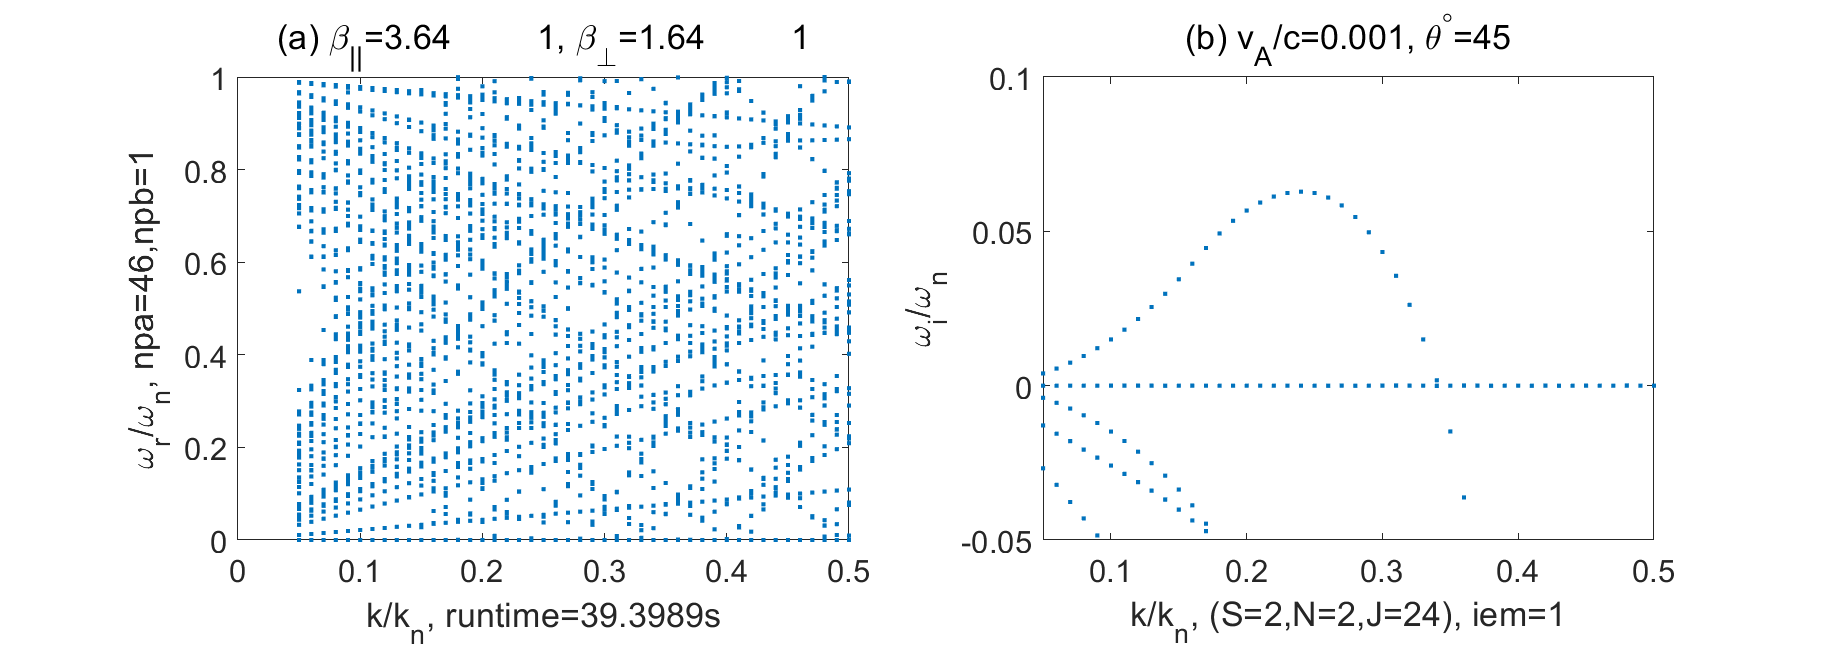 (a) β||=3.64 1, β⊥=1.64 1
1
0.8
0.6
0.4
0.2
0
ωr/ωn, npa=46,npb=1
0 0.1 0.2 0.3 0.4 0.5
k/kn, runtime=39.3989s
(b) vA/c=0.001, θ°=45
0.1
0.05
0
-0.05
ωi/ωn
0.1 0.2 0.3 0.4 0.5
k/kn, (S=2,N=2,J=24), iem=1